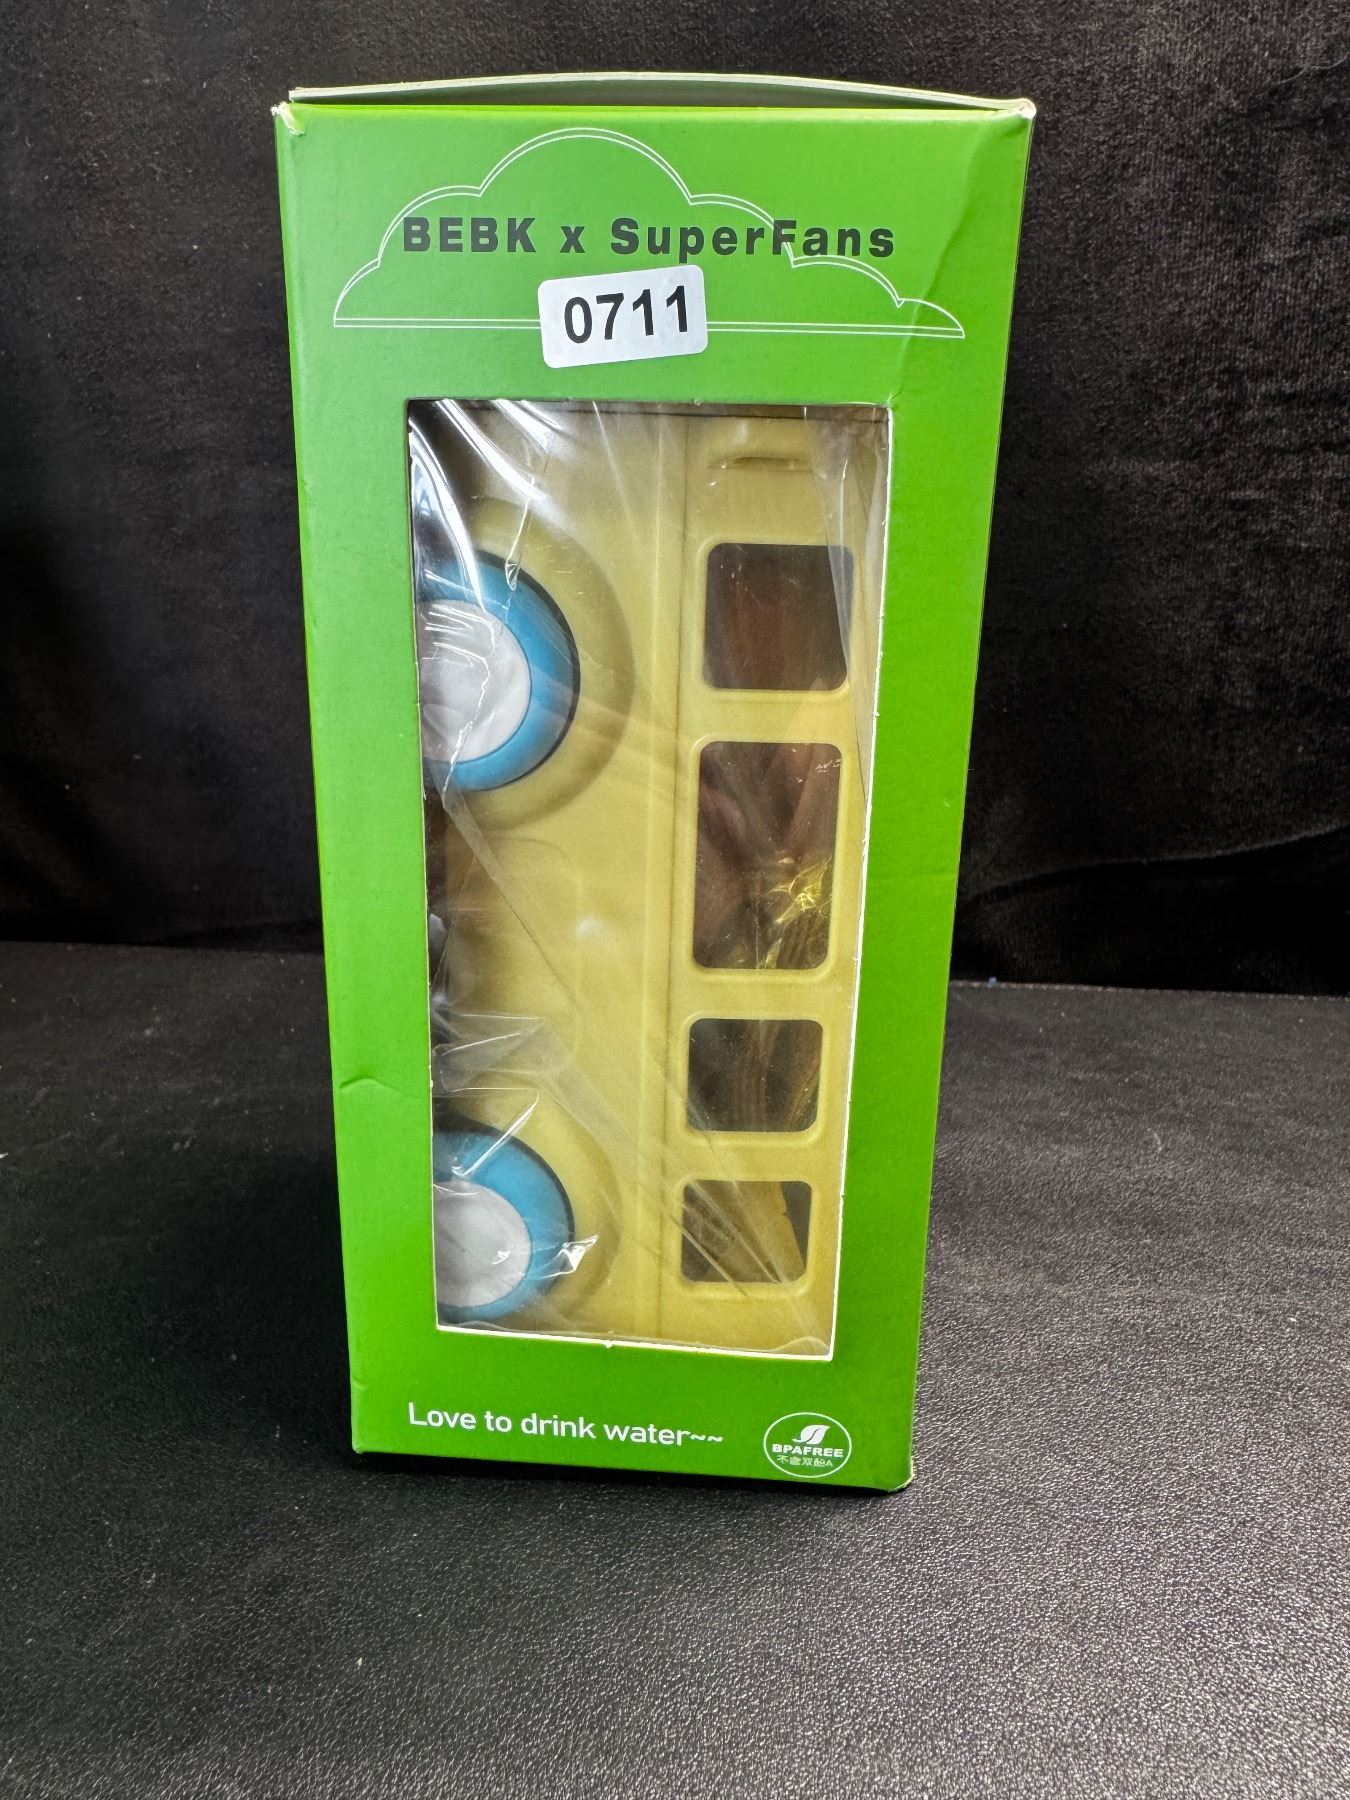 BEBK x SuperFans
0711
Love to drink water~~
BPAFREE
不含双酚A